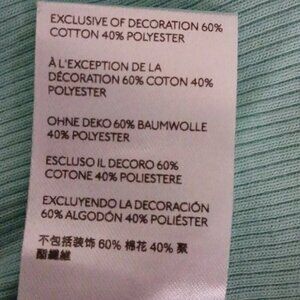 EXCLUSIVE OF DECORATION 60%
COTTON 40% POLYESTER
À L'EXCEPTION DE LA
DÉCORATION 60% COTON 40%
POLYESTER
OHNE DEKO 60% BAUMWOLLE
40% POLYESTER
ESCLUSO IL DECORO 60%
COTONE 40% POLIESTERE
EXCLUYENDO LA DECORACIÓN
60% ALGODÓN 40% POLIÉSTER
不包括装饰 60% 棉花 40% 聚
酯纖維